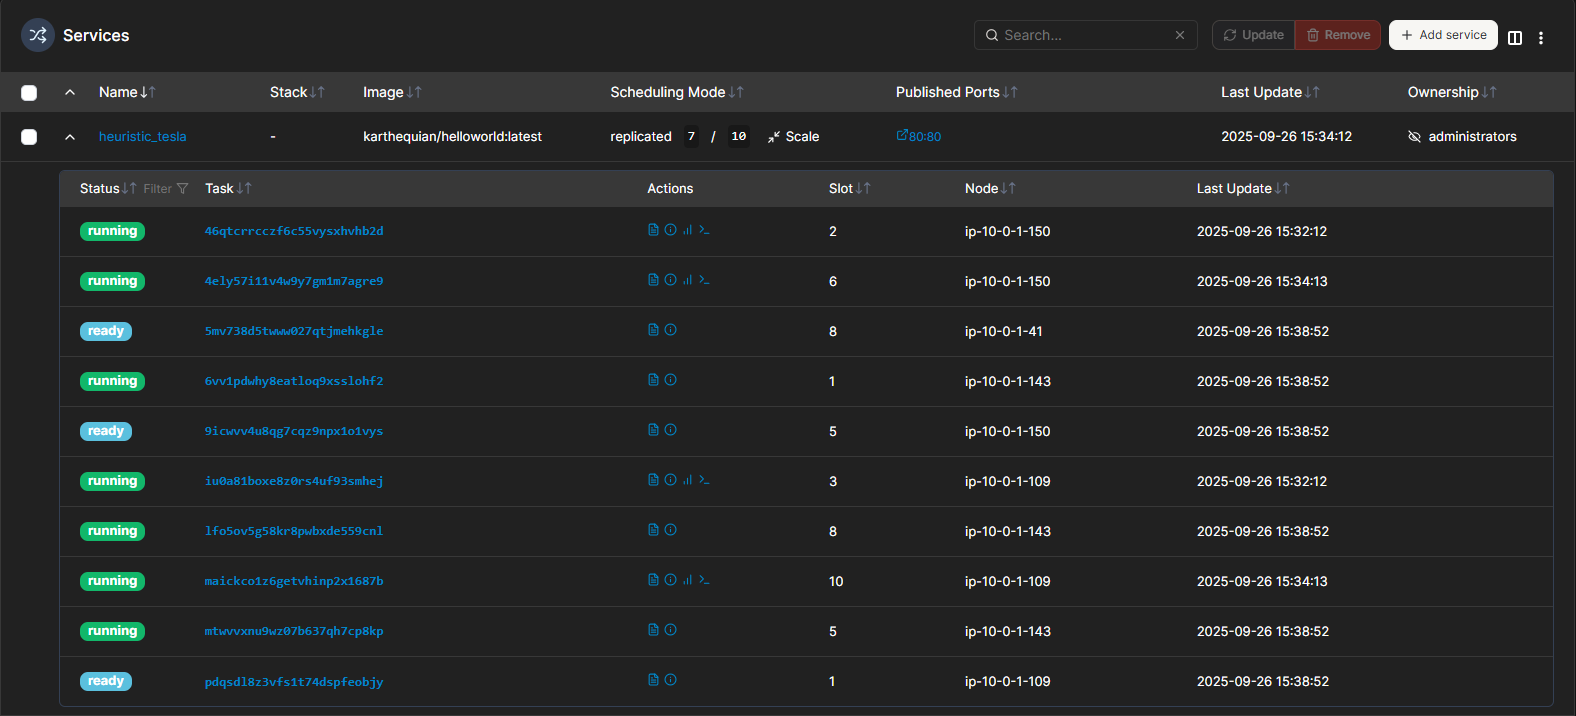 Services
Search...
Update
Remove
Add service
Name Stack Image Scheduling Mode Published Ports Last Update Ownership
heuristic_tesla - karthequian/helloworld:latest replicated 7 / 10 Scale 80:80 2025-09-26 15:34:12 administrators
Status Filter Task Actions Slot Node Last Update
running 46qtcrrcczf6c55vysxhvhb2d 2 ip-10-0-1-150 2025-09-26 15:32:12
running 4ely57i11v4w9y7gm1m7agre9 6 ip-10-0-1-150 2025-09-26 15:34:13
ready 5mv738d5twww027qtjmehkgle 8 ip-10-0-1-41 2025-09-26 15:38:52
running 6vv1pdwhy8eatloq9xsslohf2 1 ip-10-0-1-143 2025-09-26 15:38:52
ready 9icwvv4u8qg7cqz9npx1o1vys 5 ip-10-0-1-150 2025-09-26 15:38:52
running iu0a81boxe8z0rs4uf93smhej 3 ip-10-0-1-109 2025-09-26 15:32:12
running lfo5ov5g58kr8pwbxde559cnl 8 ip-10-0-1-143 2025-09-26 15:38:52
running maickco1z6getvhinp2x1687b 10 ip-10-0-1-109 2025-09-26 15:34:13
running mtwvvxnu9wz07b637qh7cp8kp 5 ip-10-0-1-143 2025-09-26 15:38:52
ready pdqsdl8z3vfs1t74dspfeobjy 1 ip-10-0-1-109 2025-09-26 15:38:52